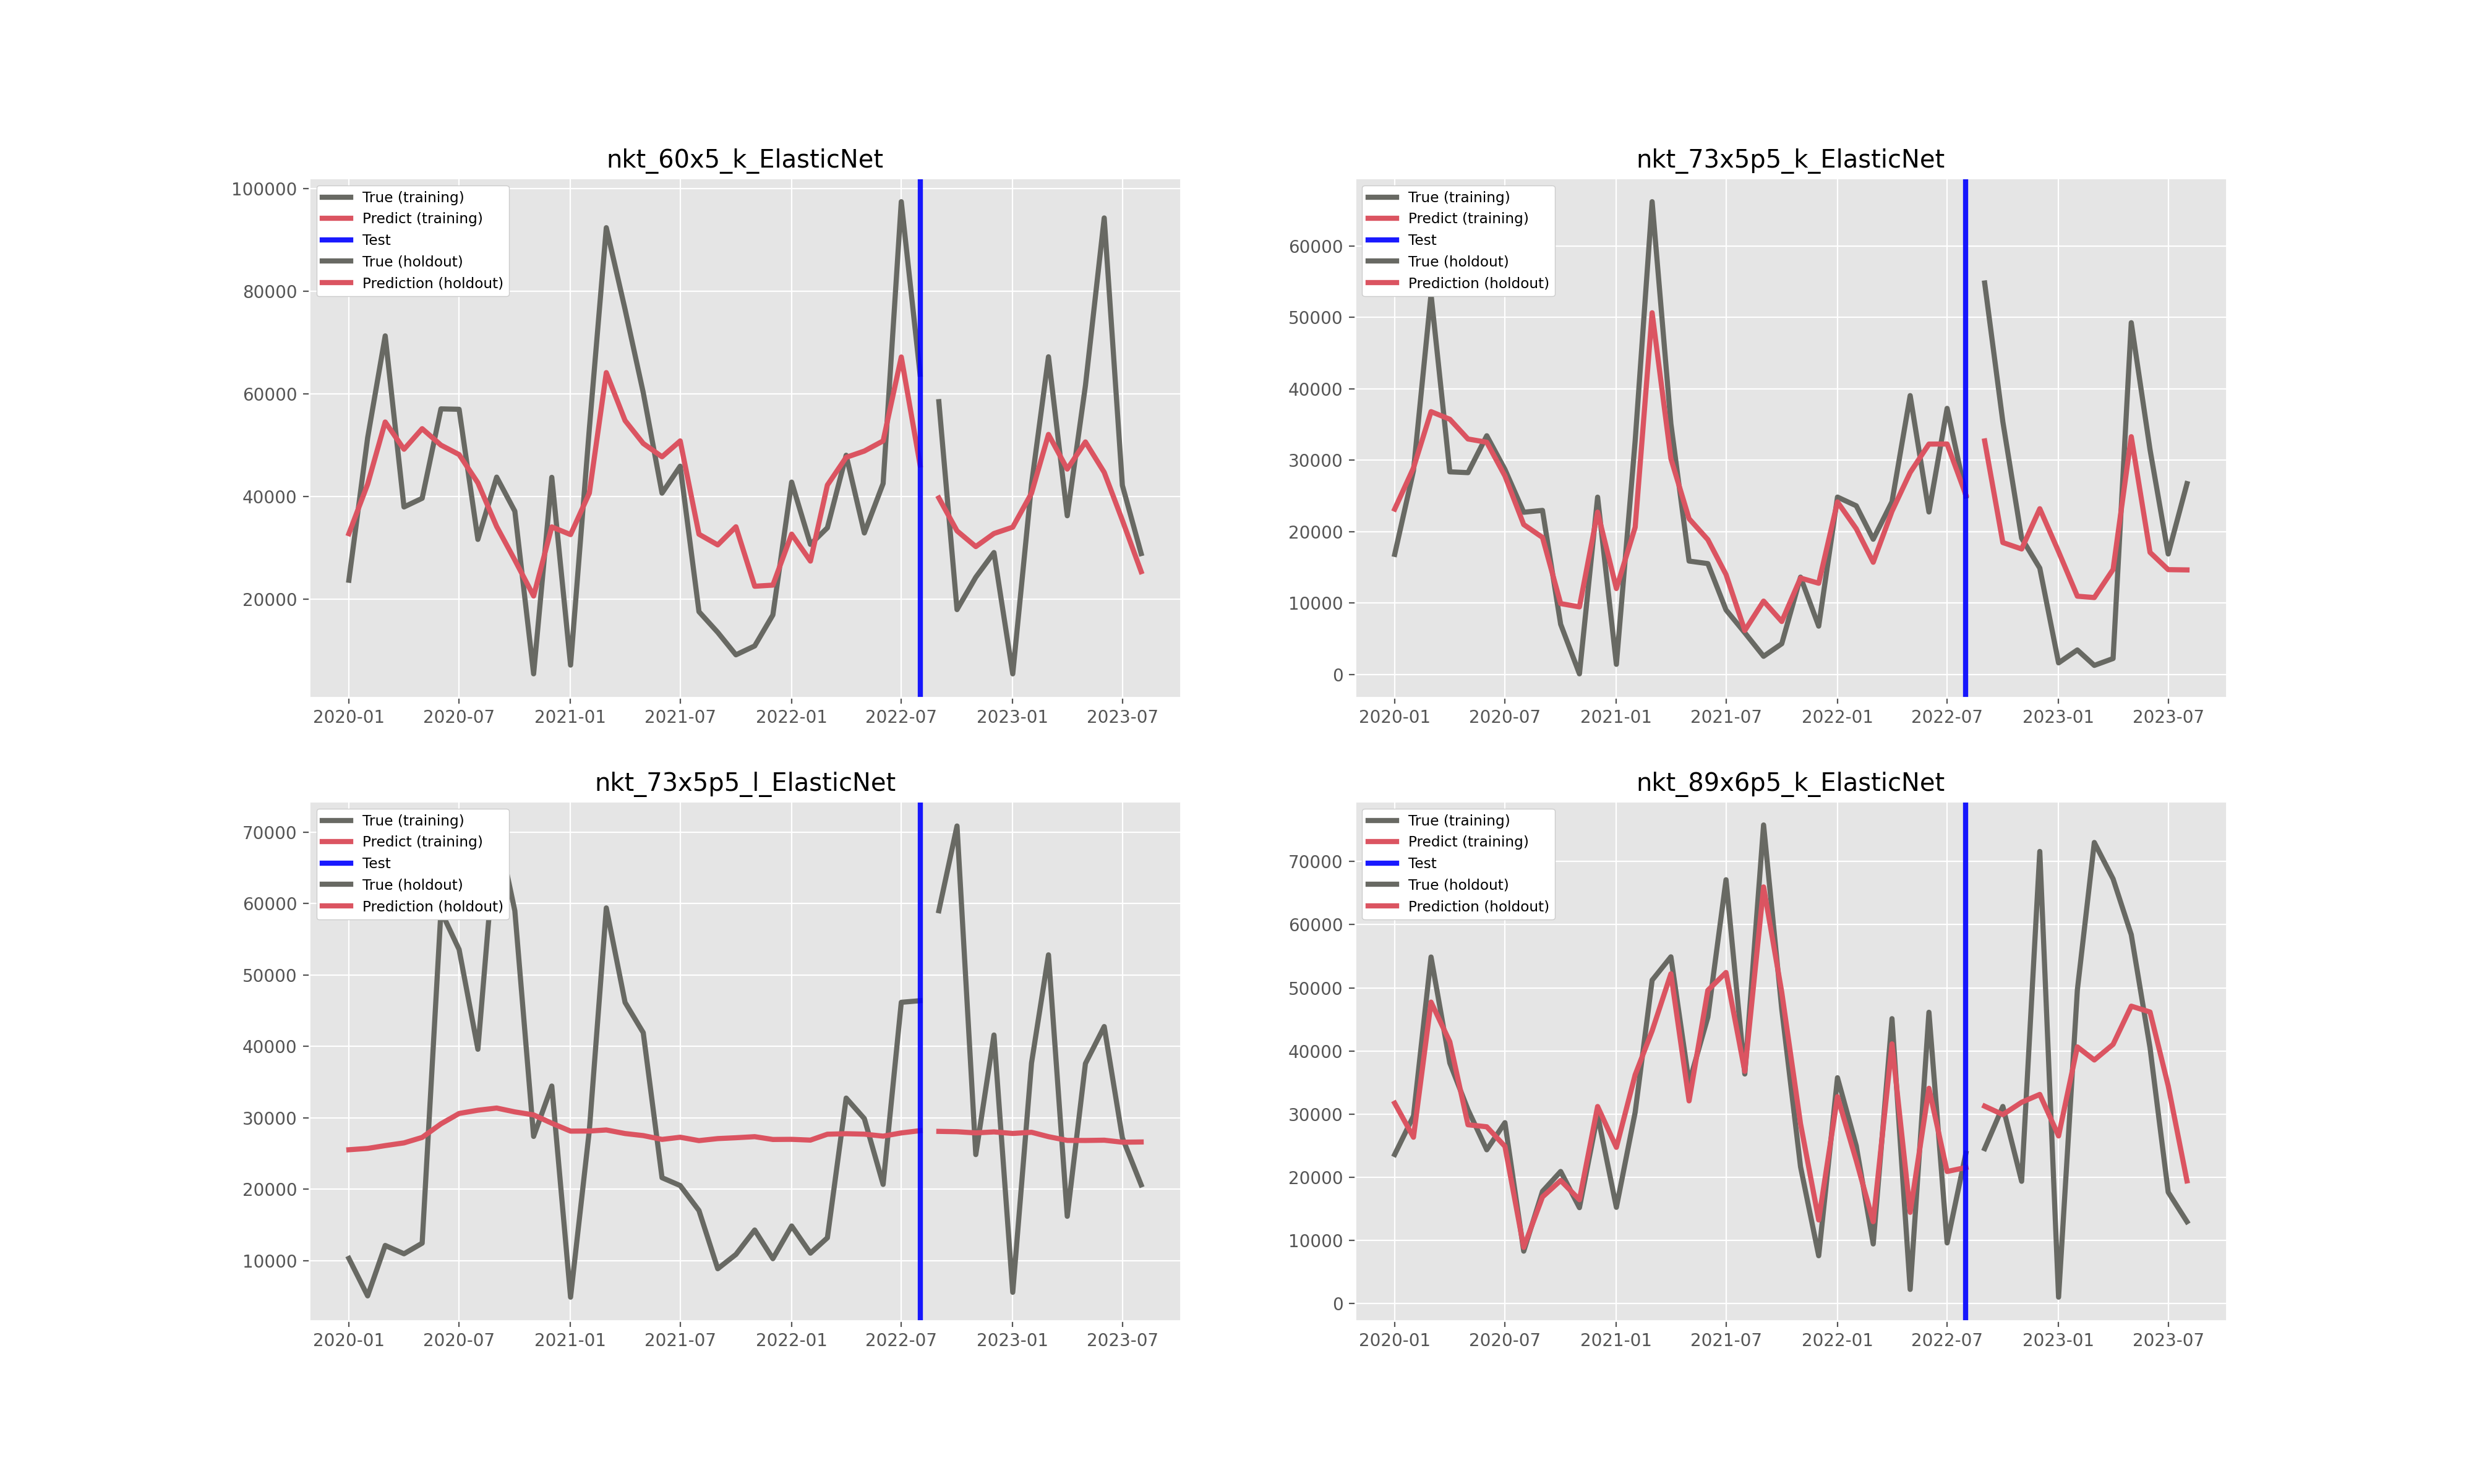 nkt_60x5_k_ElasticNet
100000
80000
60000
40000
20000
True (training)
Predict (training)
Test
True (holdout)
Prediction (holdout)
2020-01 2020-07 2021-01 2021-07 2022-01 2022-07 2023-01 2023-07
nkt_73x5p5_k_ElasticNet
60000
50000
40000
30000
20000
10000
0
True (training)
Predict (training)
Test
True (holdout)
Prediction (holdout)
2020-01 2020-07 2021-01 2021-07 2022-01 2022-07 2023-01 2023-07
nkt_73x5p5_l_ElasticNet
70000
60000
50000
40000
30000
20000
10000
True (training)
Predict (training)
Test
True (holdout)
Prediction (holdout)
2020-01 2020-07 2021-01 2021-07 2022-01 2022-07 2023-01 2023-07
nkt_89x6p5_k_ElasticNet
70000
60000
50000
40000
30000
20000
10000
0
True (training)
Predict (training)
Test
True (holdout)
Prediction (holdout)
2020-01 2020-07 2021-01 2021-07 2022-01 2022-07 2023-01 2023-07